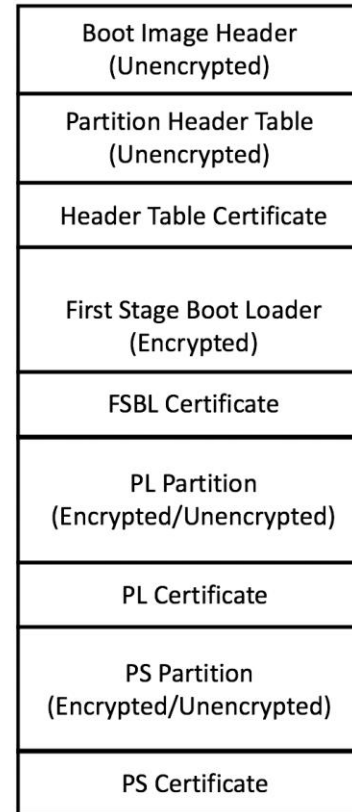 Boot Image Header
(Unencrypted)
Partition Header Table
(Unencrypted)
Header Table Certificate
First Stage Boot Loader
(Encrypted)
FSBL Certificate
PL Partition
(Encrypted/Unencrypted)
PL Certificate
PS Partition
(Encrypted/Unencrypted)
PS Certificate